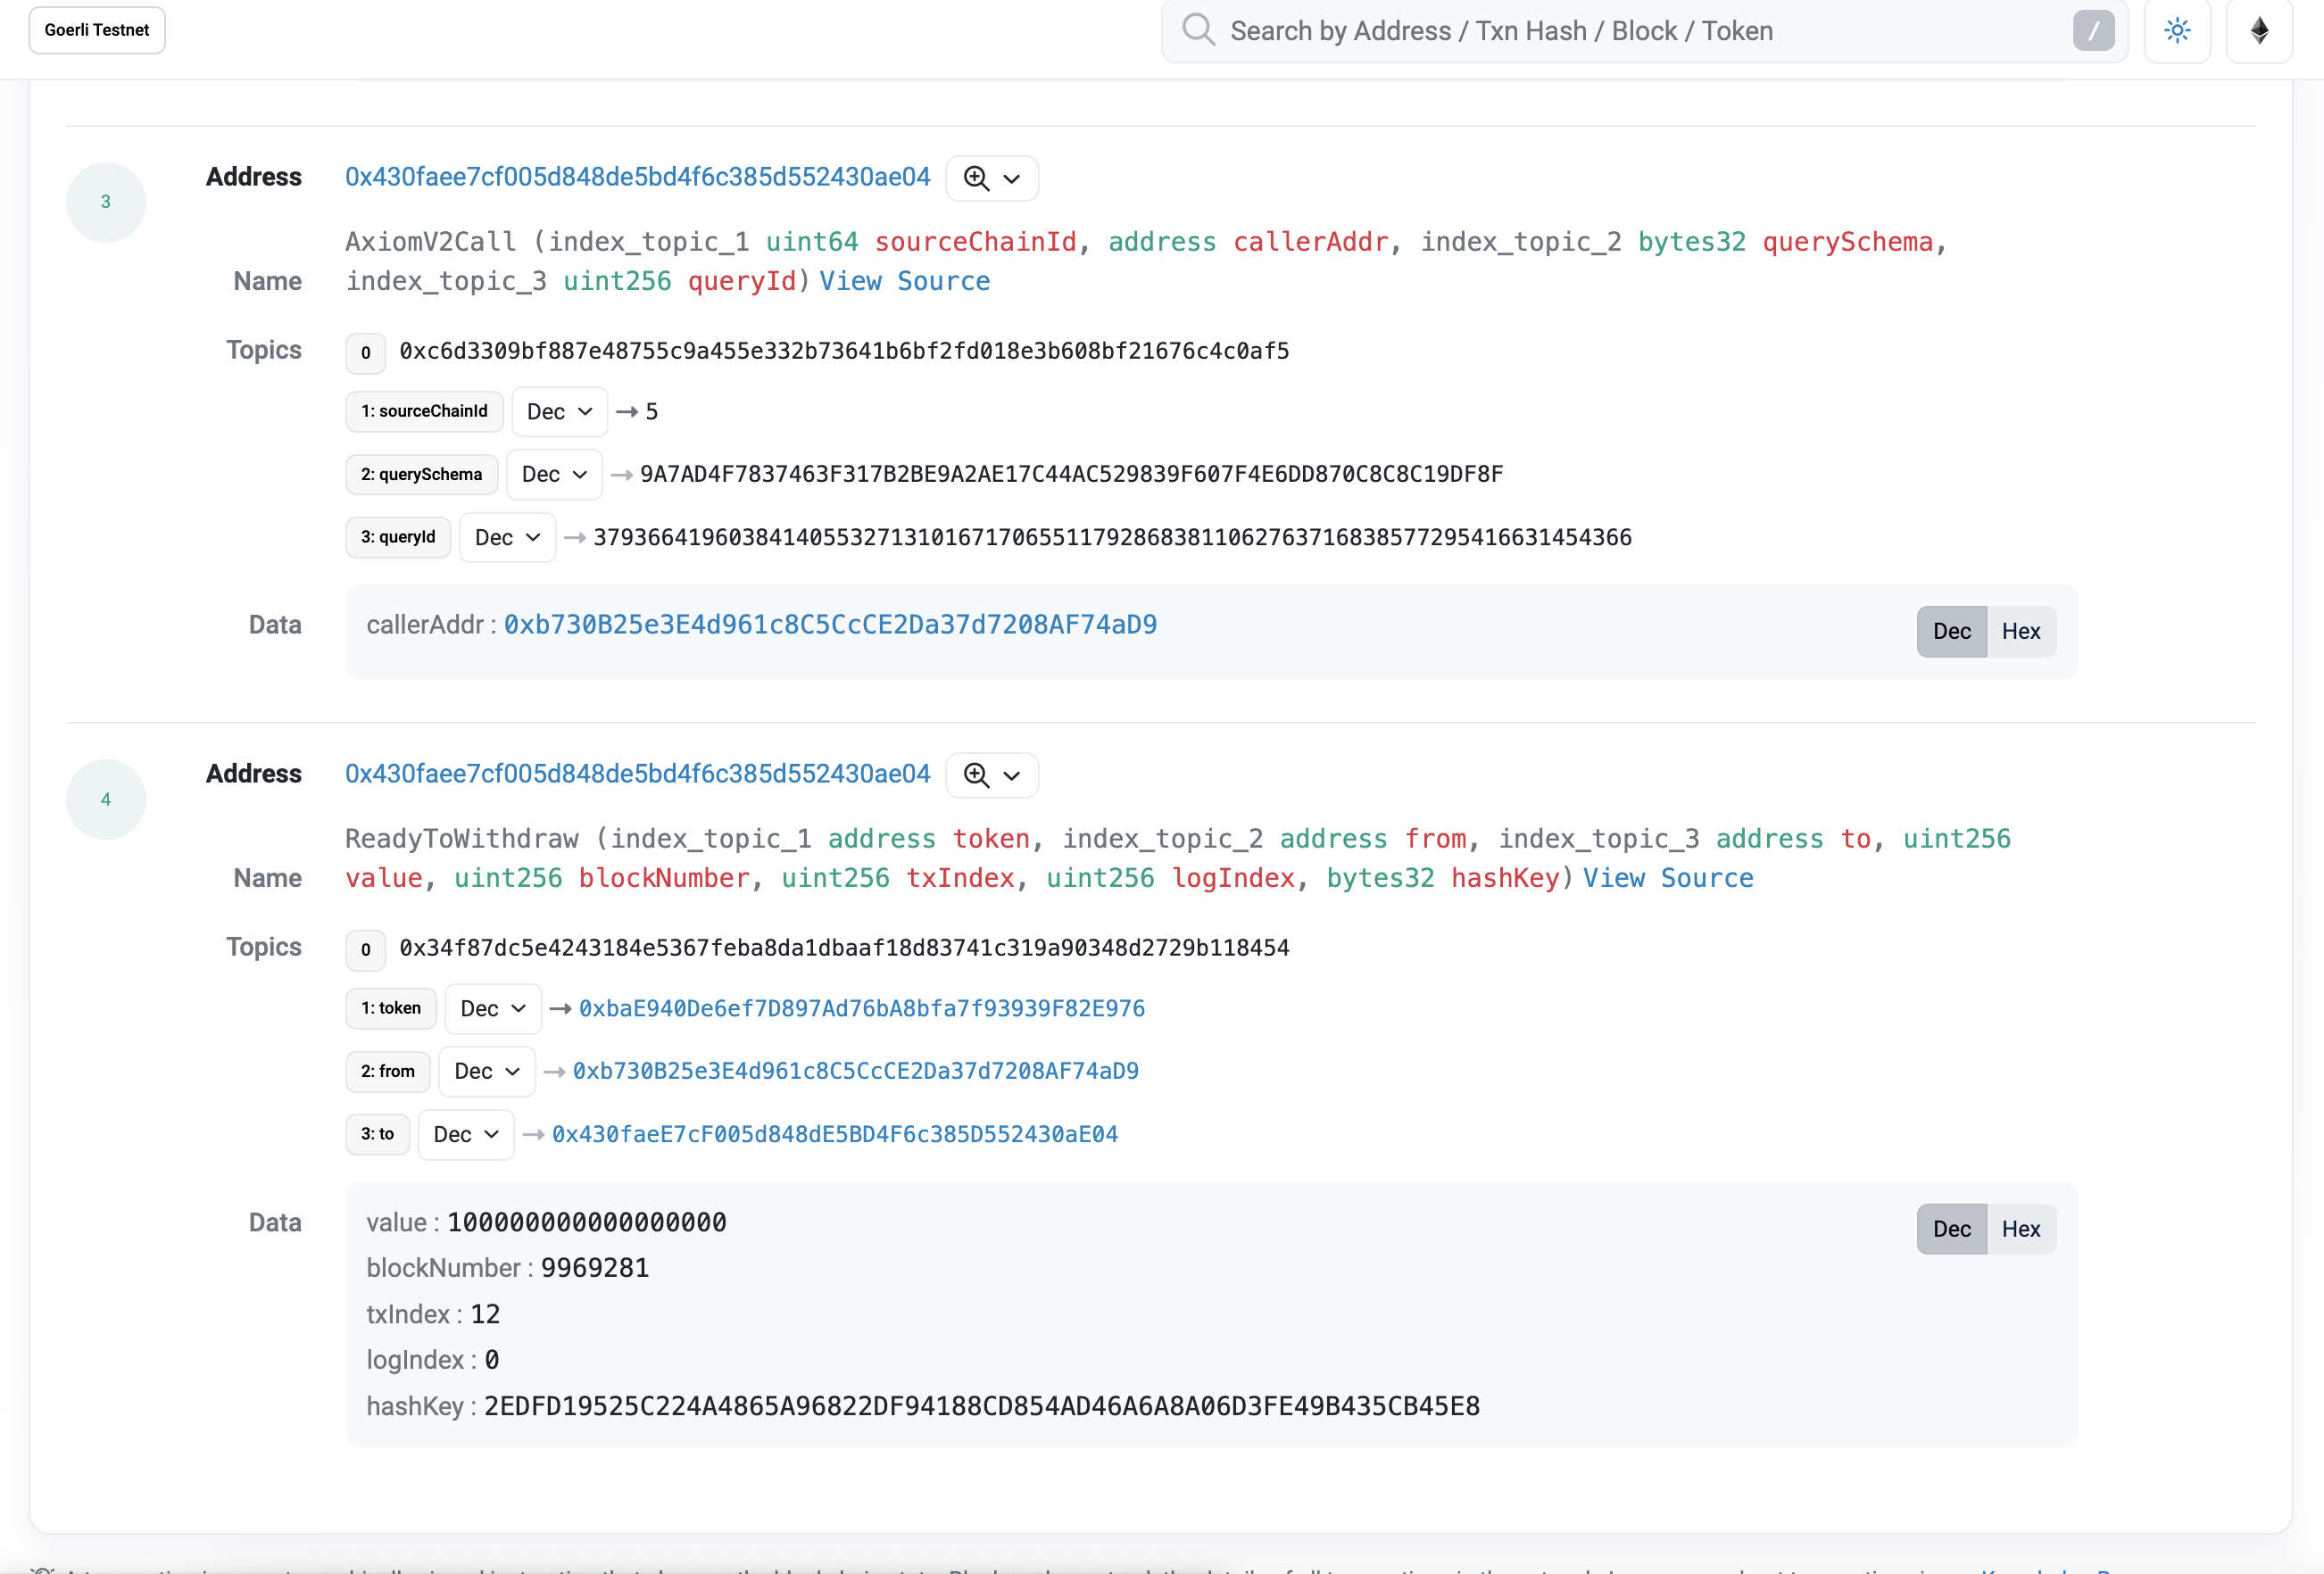 Goerli Testnet
Search by Address / Txn Hash / Block / Token
/
3
Address
0x430faee7cf005d848de5bd4f6c385d552430ae04
AxiomV2Call (index_topic_1 uint64 sourceChainId, address callerAddr, index_topic_2 bytes32 querySchema,
Name
index_topic_3 uint256 queryId) View Source
Topics
0 0xc6d3309bf887e48755c9a455e332b73641b6bf2fd018e3b608bf21676c4c0af5
1: sourceChainId Dec → 5
2: querySchema Dec → 9A7AD4F7837463F317B2BE9A2AE17C44AC529839F607F4E6DD870C8C8C19DF8F
3: queryId Dec → 37936641960384140553271310167170655117928683811062763716838577295416631454366
Data
callerAddr : 0xb730B25e3E4d961c8C5CcCE2Da37d7208AF74aD9
Dec Hex
4
Address
0x430faee7cf005d848de5bd4f6c385d552430ae04
ReadyToWithdraw (index_topic_1 address token, index_topic_2 address from, index_topic_3 address to, uint256
Name
value, uint256 blockNumber, uint256 txIndex, uint256 logIndex, bytes32 hashKey) View Source
Topics
0 0x34f87dc5e4243184e5367feba8da1dbaaf18d83741c319a90348d2729b118454
1: token Dec → 0xbaE940De6ef7D897Ad76bA8bfa7f93939F82E976
2: from Dec → 0xb730B25e3E4d961c8C5CcCE2Da37d7208AF74aD9
3: to Dec → 0x430faeE7cF005d848dE5BD4F6c385D552430aE04
Data
value : 100000000000000000
Dec Hex
blockNumber : 9969281
txIndex : 12
logIndex : 0
hashKey : 2EDFD19525C224A4865A96822DF94188CD854AD46A6A8A06D3FE49B435CB45E8